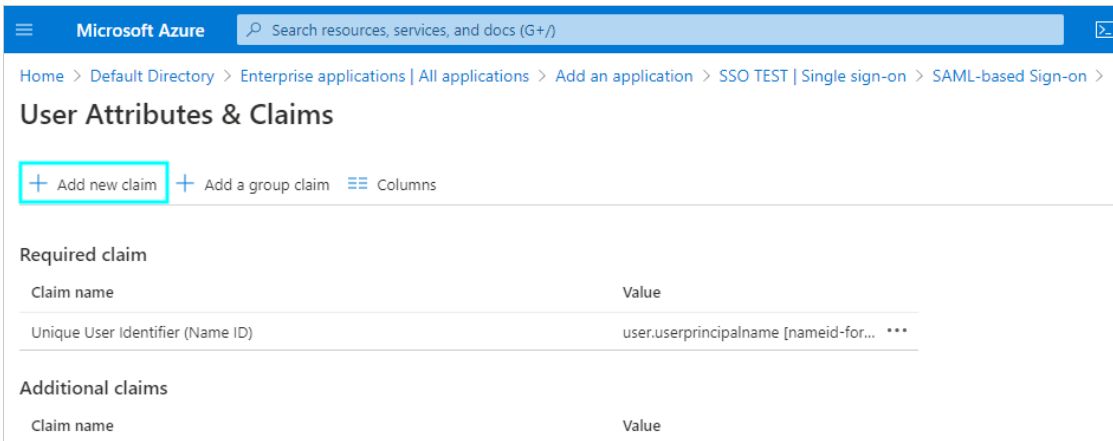 Microsoft Azure Search resources, services, and docs (G+/)
Home > Default Directory > Enterprise applications | All applications > Add an application > SSO TEST | Single sign-on > SAML-based Sign-on >
User Attributes & Claims
+ Add new claim + Add a group claim Columns
Required claim
Claim name Value
Unique User Identifier (Name ID) user.userprincipalname [nameid-for... •••
Additional claims
Claim name Value